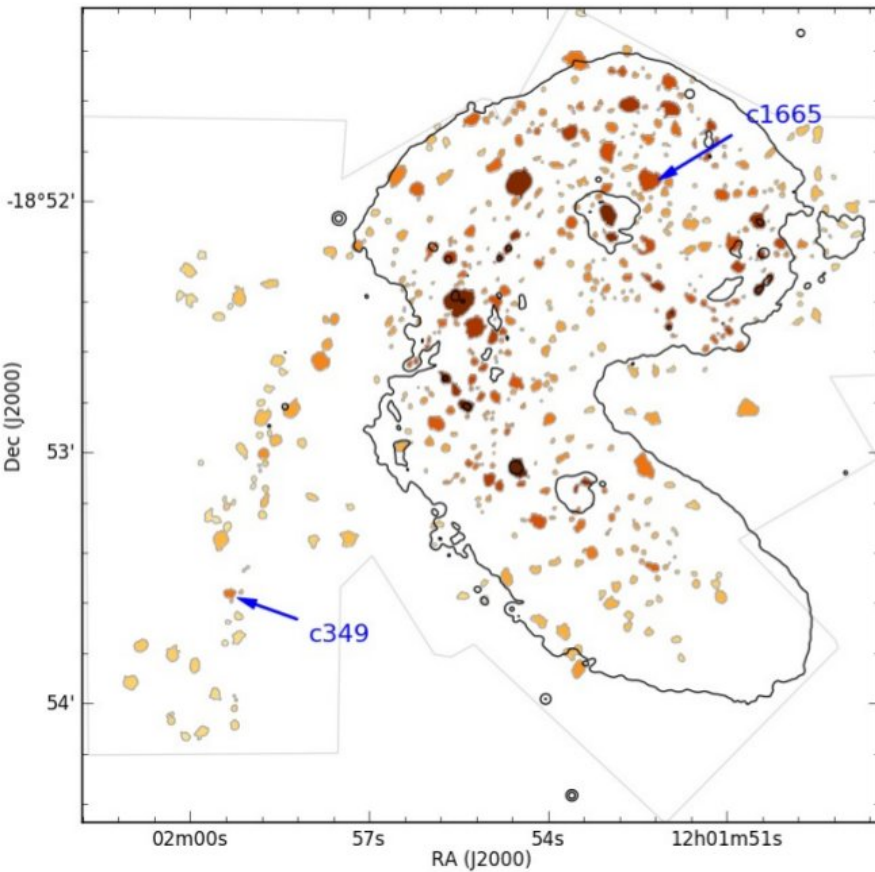 c1665
-18°52'
53'
c349
54'
02m00s
57s
54s
12h01m51s
RA (J2000)
Dec (J2000)